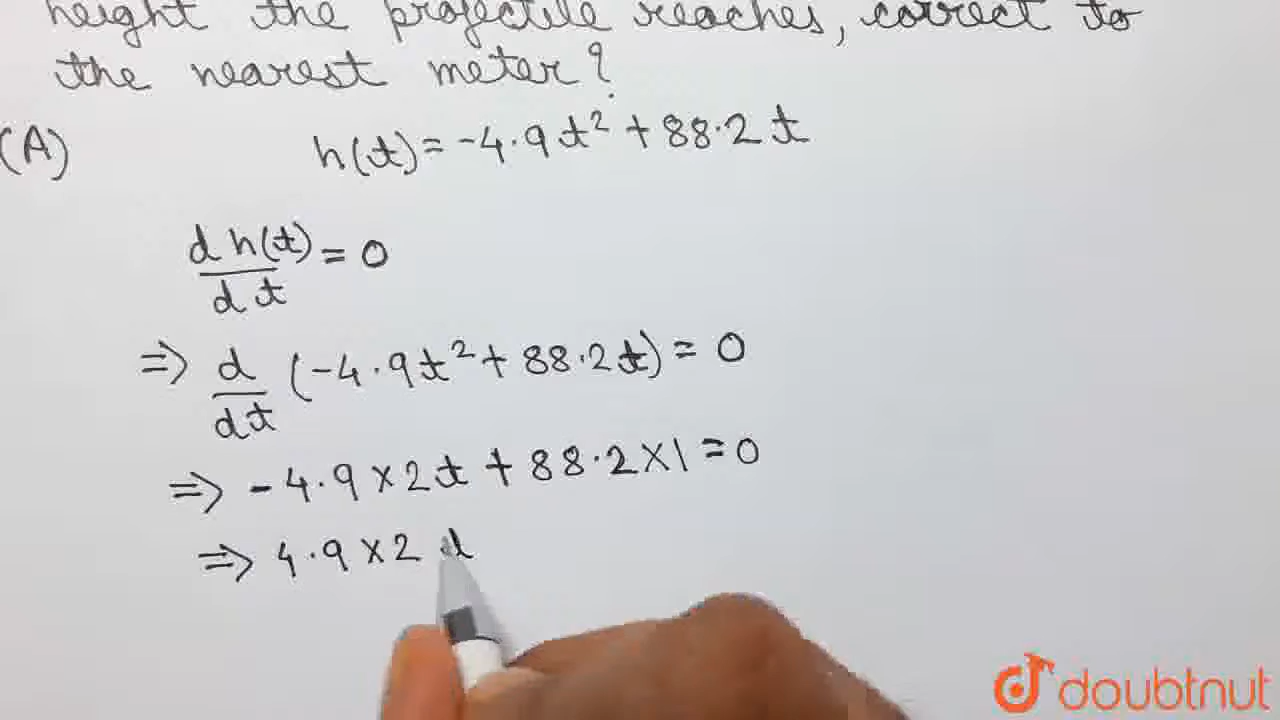 height the projectile reaches, correct to
the nearest meter?
(A) h(t) = -4.9t² + 88.2t
d h(t)/dt = 0
=> d/dt (-4.9t² + 88.2t) = 0
=> -4.9×2t + 88.2×1 = 0
=> 4.9×2
doubtnut